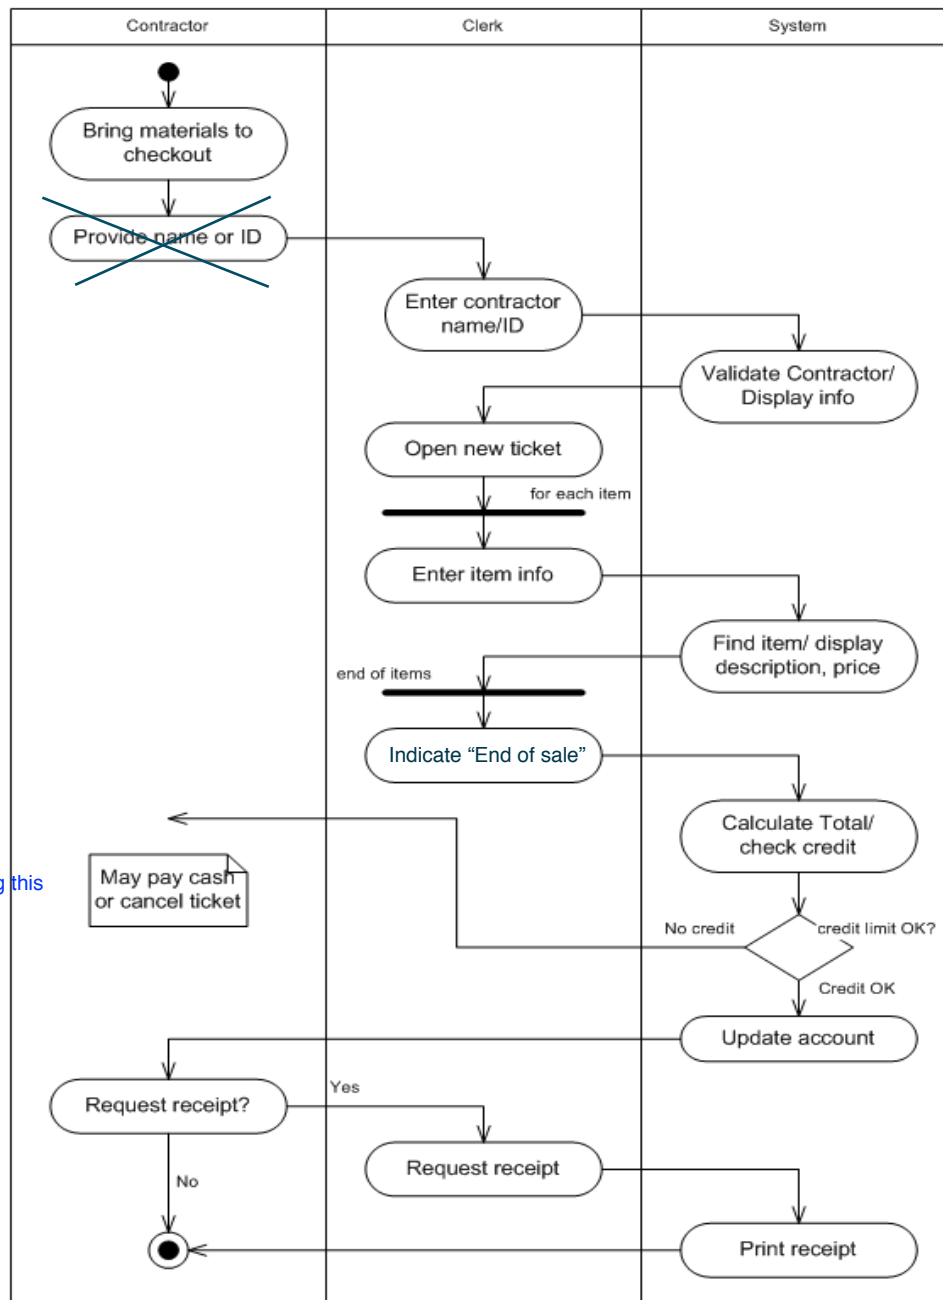 Contractor
Clerk
System
Bring materials to
checkout
Provide name or ID
Enter contractor
name/ID
Validate Contractor/
Display info
Open new ticket
for each item
Enter item info
Find item/ display
description, price
end of items
Indicate “End of sale”
Calculate Total/
check credit
this
May pay cash
or cancel ticket
No credit
credit limit OK?
Credit OK
Update account
Request receipt?
Yes
Request receipt
No
Print receipt